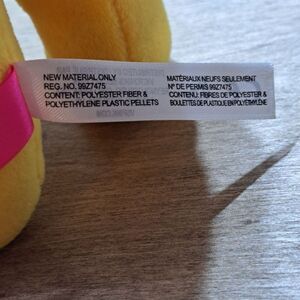 NEW MATERIAL ONLY
REG. NO. 99Z7475
CONTENT: POLYESTER FIBER &
POLYETHYLENE PLASTIC PELLETS
MATÉRIAUX NEUFS SEULEMENT
N° DE PERMIS 99Z7475
CONTENU: FIBRES DE POLYESTER &
BOULETTES DE PLASTIQUE EN POLYÉTHYLÈNE